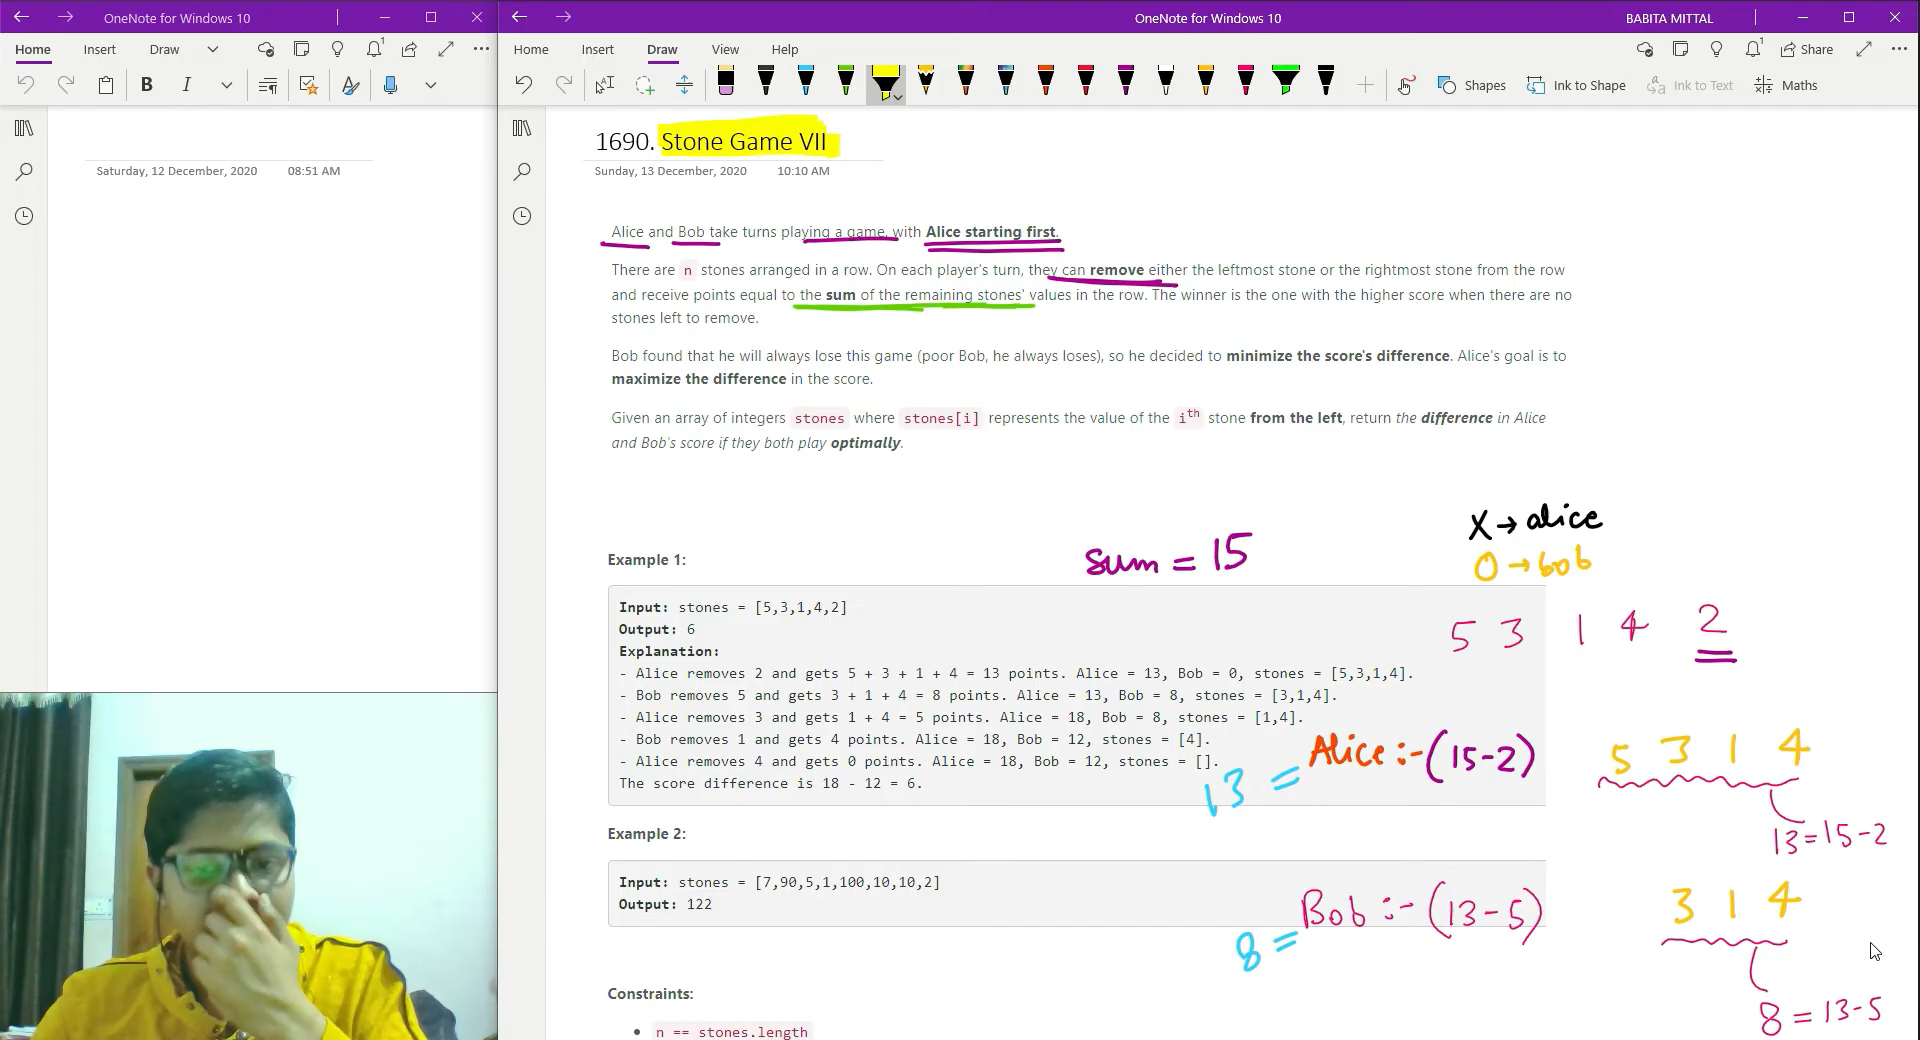 OneNote for Windows 10
Home Insert Draw
Saturday, 12 December, 2020 08:51 AM
OneNote for Windows 10 BABITA MITTAL
Home Insert Draw View Help Share
Shapes Ink to Shape Ink to Text Maths
1690. Stone Game VII
Sunday, 13 December, 2020 10:10 AM
Alice and Bob take turns playing a game, with Alice starting first.
There are n stones arranged in a row. On each player's turn, they can remove either the leftmost stone or the rightmost stone from the row
and receive points equal to the sum of the remaining stones' values in the row. The winner is the one with the higher score when there are no
stones left to remove.
Bob found that he will always lose this game (poor Bob, he always loses), so he decided to minimize the score's difference. Alice's goal is to
maximize the difference in the score.
Given an array of integers stones where stones[i] represents the value of the ith stone from the left, return the difference in Alice
and Bob's score if they both play optimally.
X → alice
O → bob
sum = 15
Example 1:
Input: stones = [5,3,1,4,2]
Output: 6
Explanation:
- Alice removes 2 and gets 5 + 3 + 1 + 4 = 13 points. Alice = 13, Bob = 0, stones = [5,3,1,4].
- Bob removes 5 and gets 3 + 1 + 4 = 8 points. Alice = 13, Bob = 8, stones = [3,1,4].
- Alice removes 3 and gets 1 + 4 = 5 points. Alice = 18, Bob = 8, stones = [1,4].
- Bob removes 1 and gets 4 points. Alice = 18, Bob = 12, stones = [4].
- Alice removes 4 and gets 0 points. Alice = 18, Bob = 12, stones = [].
The score difference is 18 - 12 = 6.
5 3 1 4 2
13 = Alice :- (15-2)
5 3 1 4
13 = 15-2
Example 2:
Input: stones = [7,90,5,1,100,10,10,2]
Output: 122
8 = Bob :- (13-5)
3 1 4
8 = 13-5
Constraints:
• n == stones.length